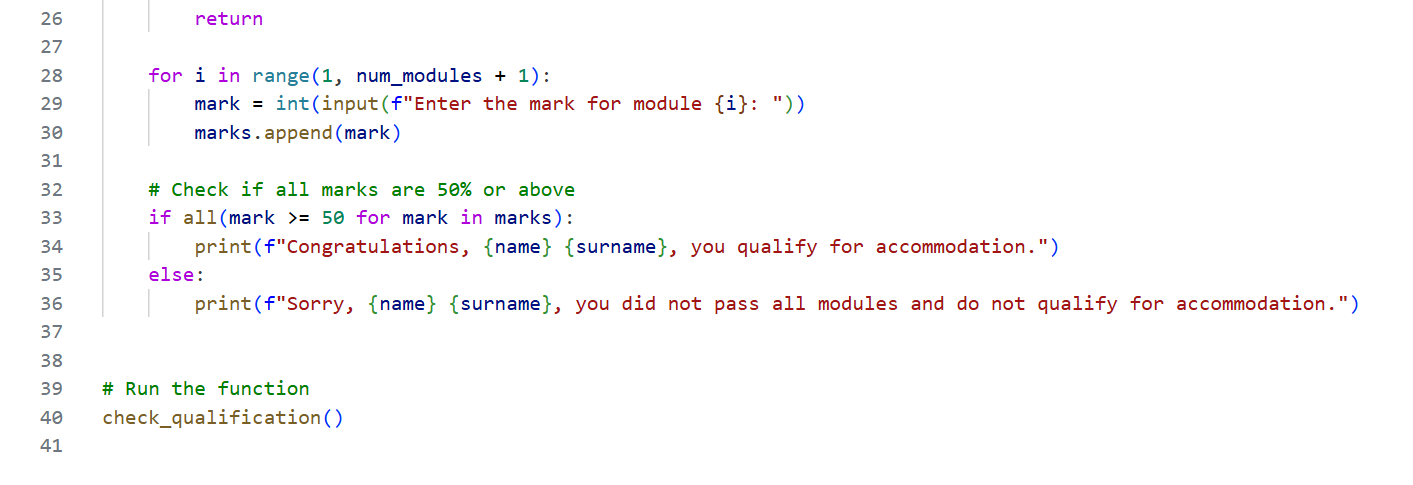 26            return
27
28        for i in range(1, num_modules + 1):
29            mark = int(input(f"Enter the mark for module {i}: "))
30            marks.append(mark)
31
32        # Check if all marks are 50% or above
33        if all(mark >= 50 for mark in marks):
34            print(f"Congratulations, {name} {surname}, you qualify for accommodation.")
35        else:
36            print(f"Sorry, {name} {surname}, you did not pass all modules and do not qualify for accommodation.")
37
38
39    # Run the function
40    check_qualification()
41